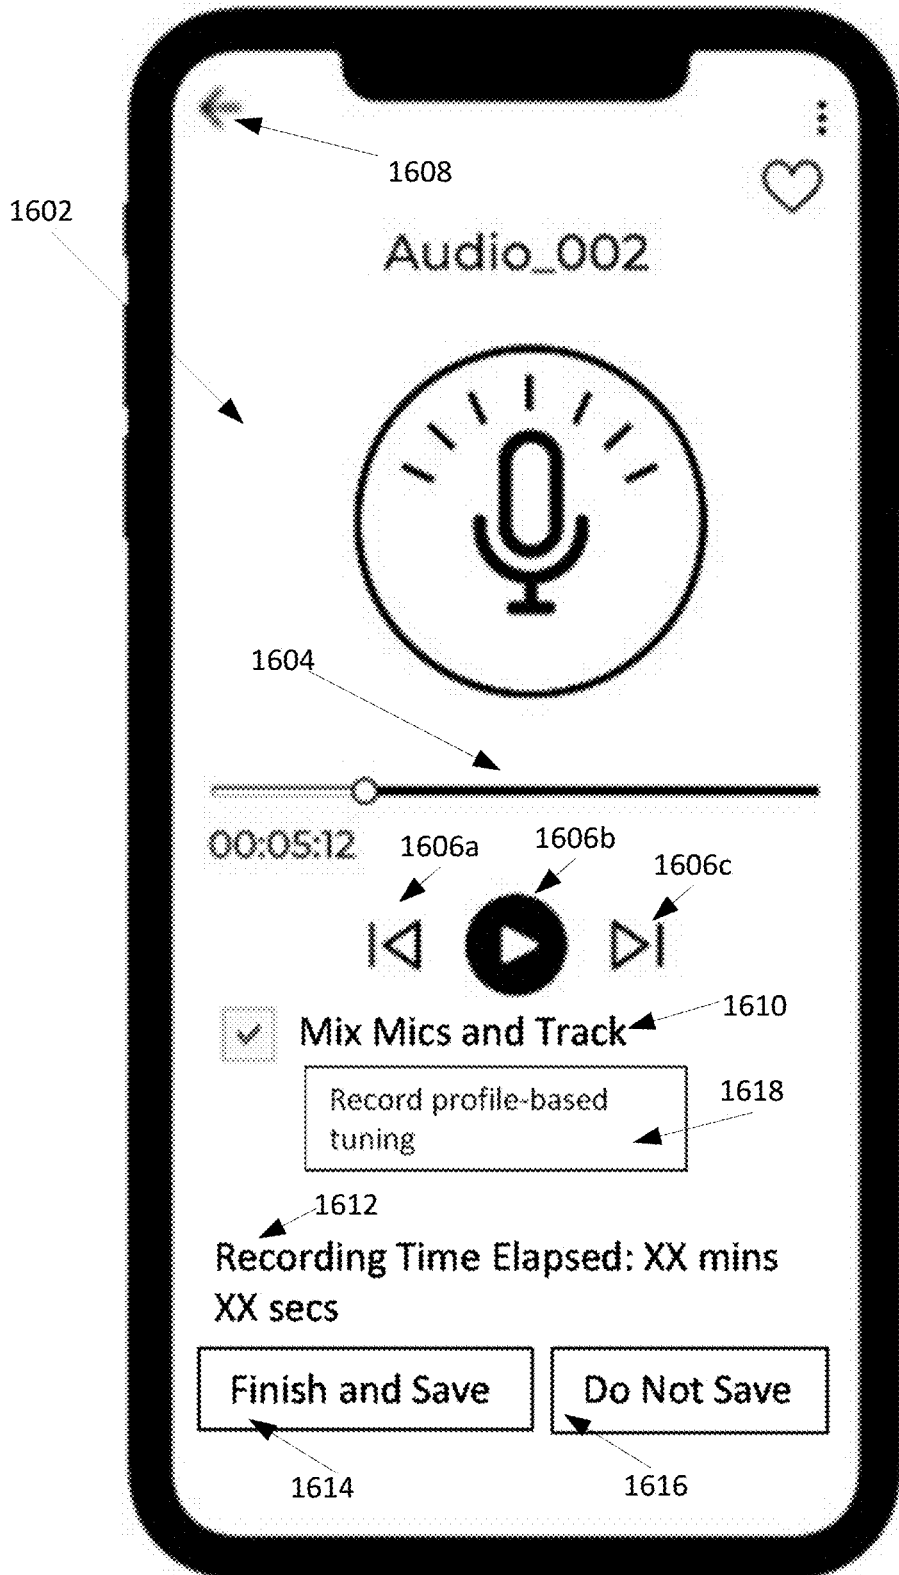 1608
1602
Audio_002
1604
00:05:12
1606a
1606b
1606c
Mix Mics and Track
1610
Record profile-based
tuning
1618
1612
Recording Time Elapsed: XX mins
XX secs
Finish and Save
Do Not Save
1614
1616